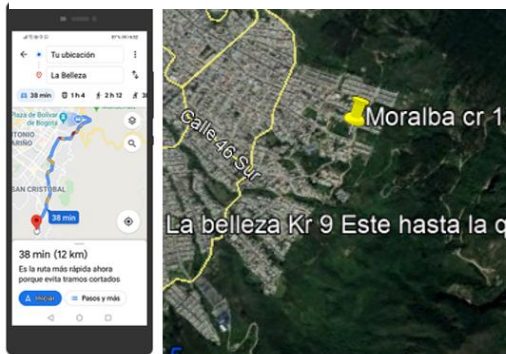 Tu ubicación
La Belleza
38 min
1 h 4
2 h 12
Plaza de Bolívar
de Bogotá
SAN CRISTOBAL
38 min
38 min (12 km)
Es la ruta más rápida ahora
porque evita tramos cortados
Iniciar
Pasos y más
Calle 46 Sur
Moralba cr 1
La belleza Kr 9 Este hasta la q